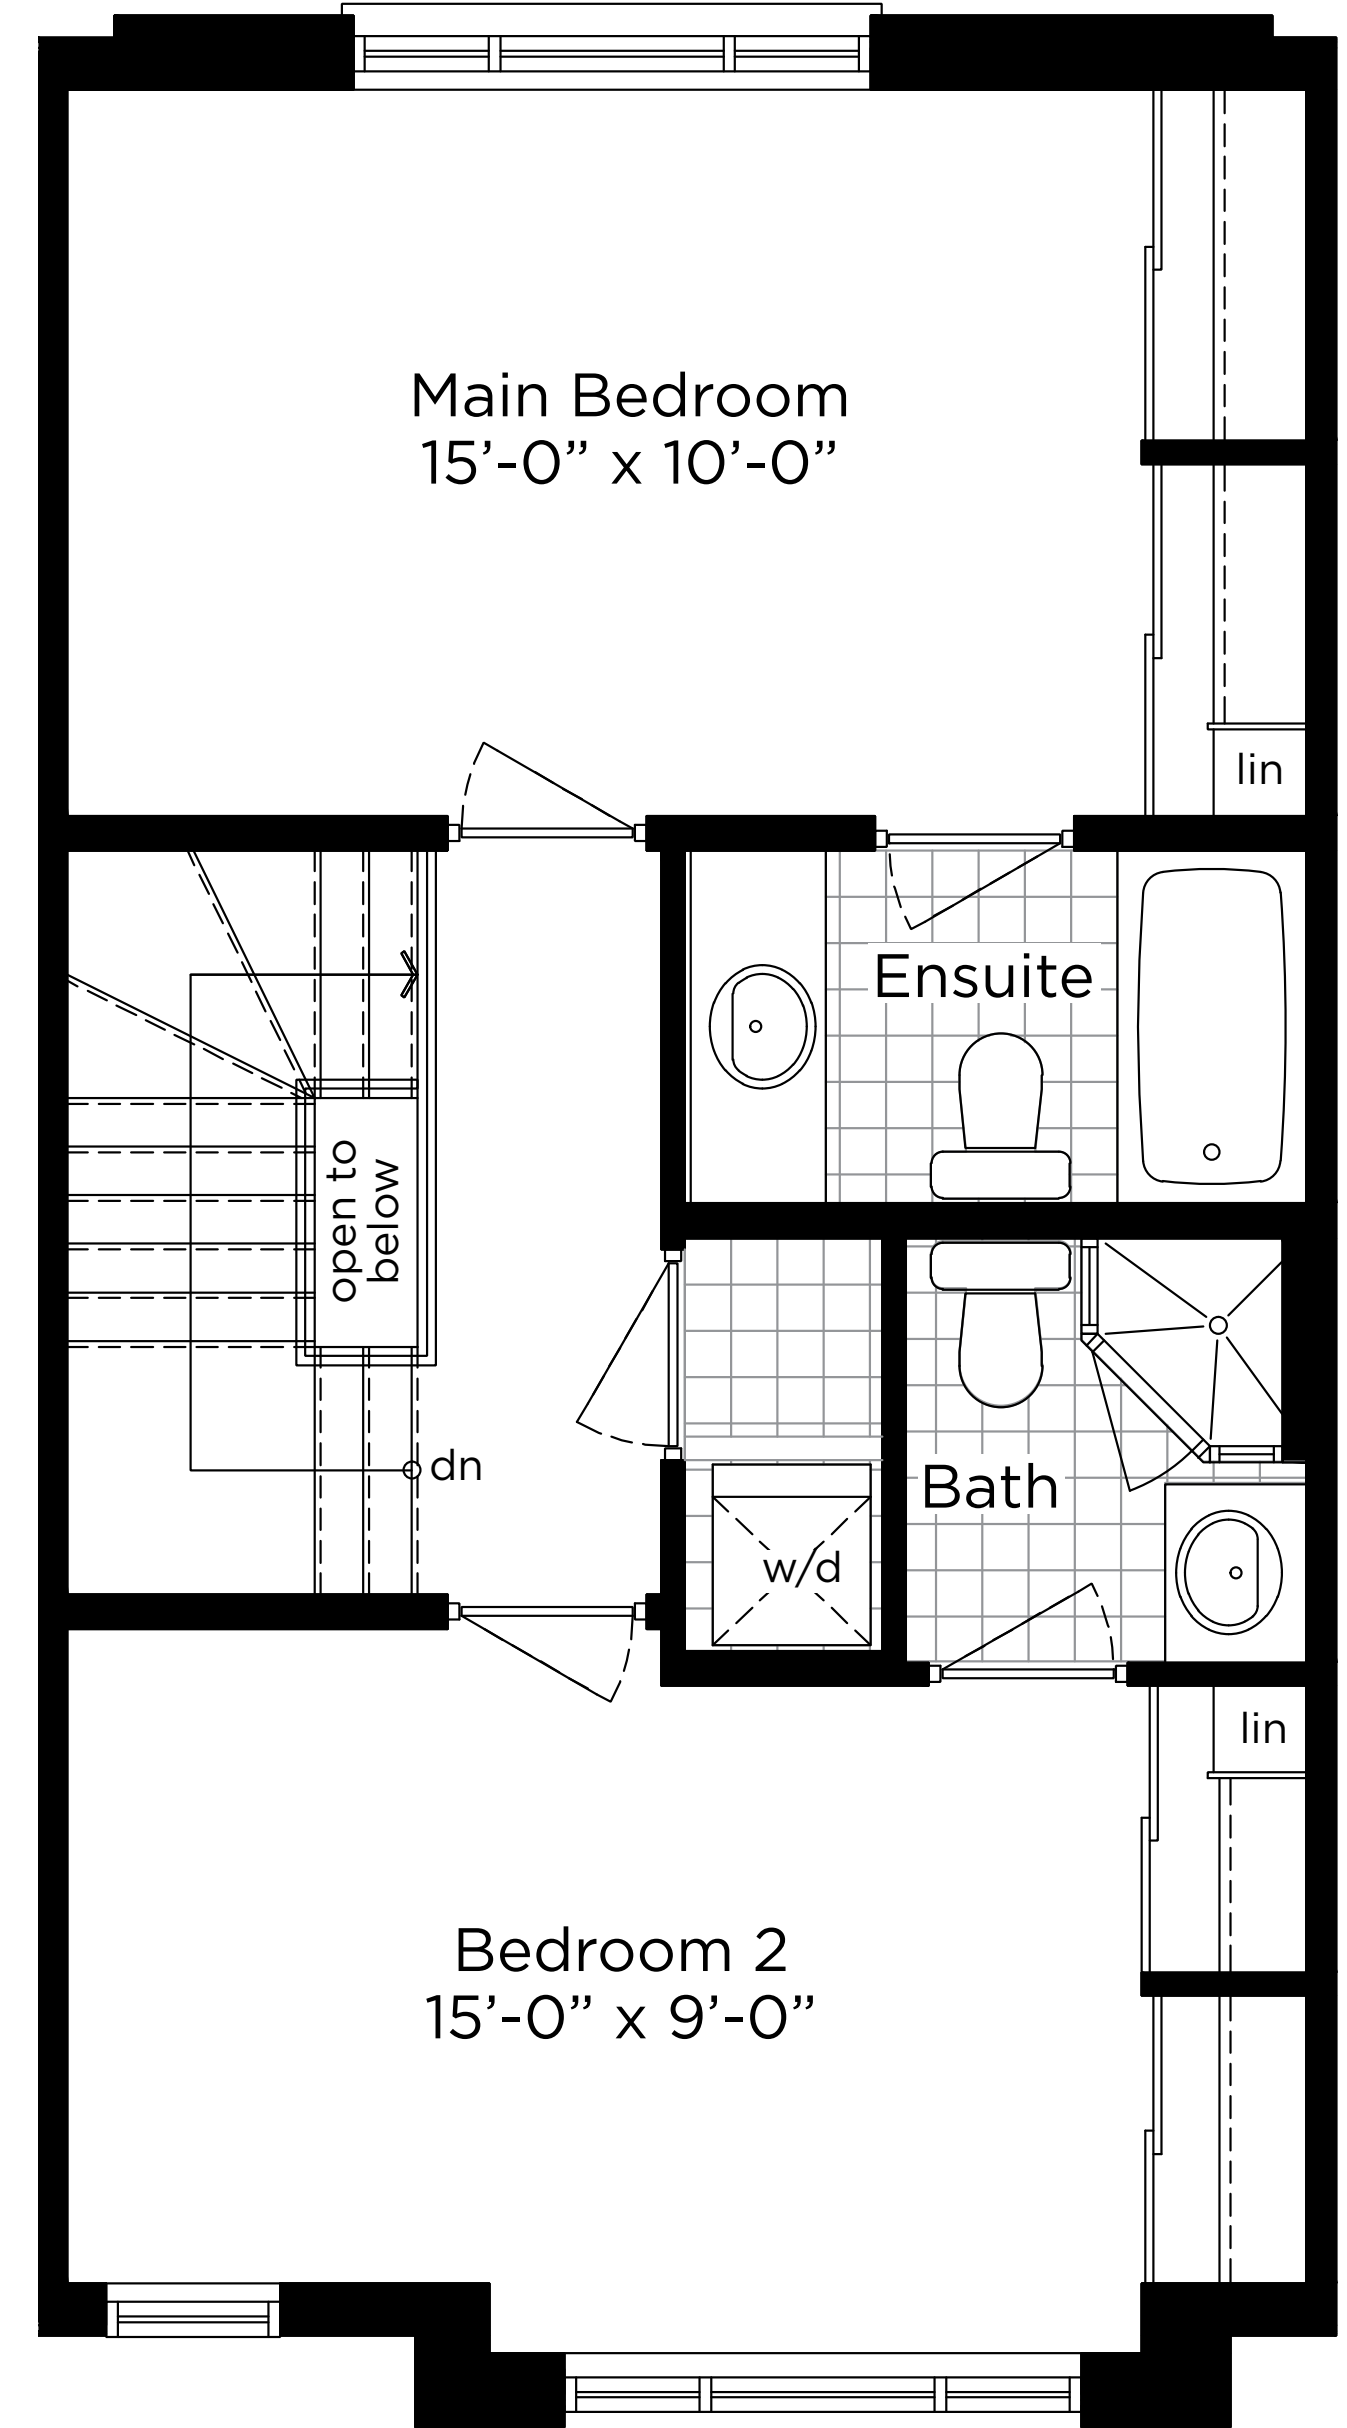 Main Bedroom
15’-0” x 10’-0”
lin
Ensuite
open to
below
dn
Bath
w/d
lin
Bedroom 2
15’-0” x 9’-0”